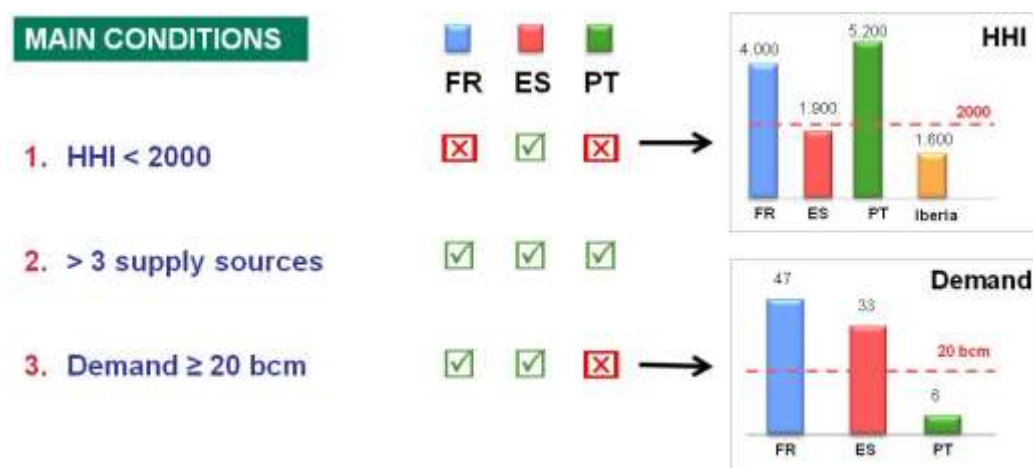 MAIN CONDITIONS
FR ES PT
1. HHI < 2000
2. > 3 supply sources
3. Demand ≥ 20 bcm
HHI
5.200
4.000
1.900
2000
1.600
FR ES PT Iberia
Demand
47
33
20 bcm
6
FR ES PT